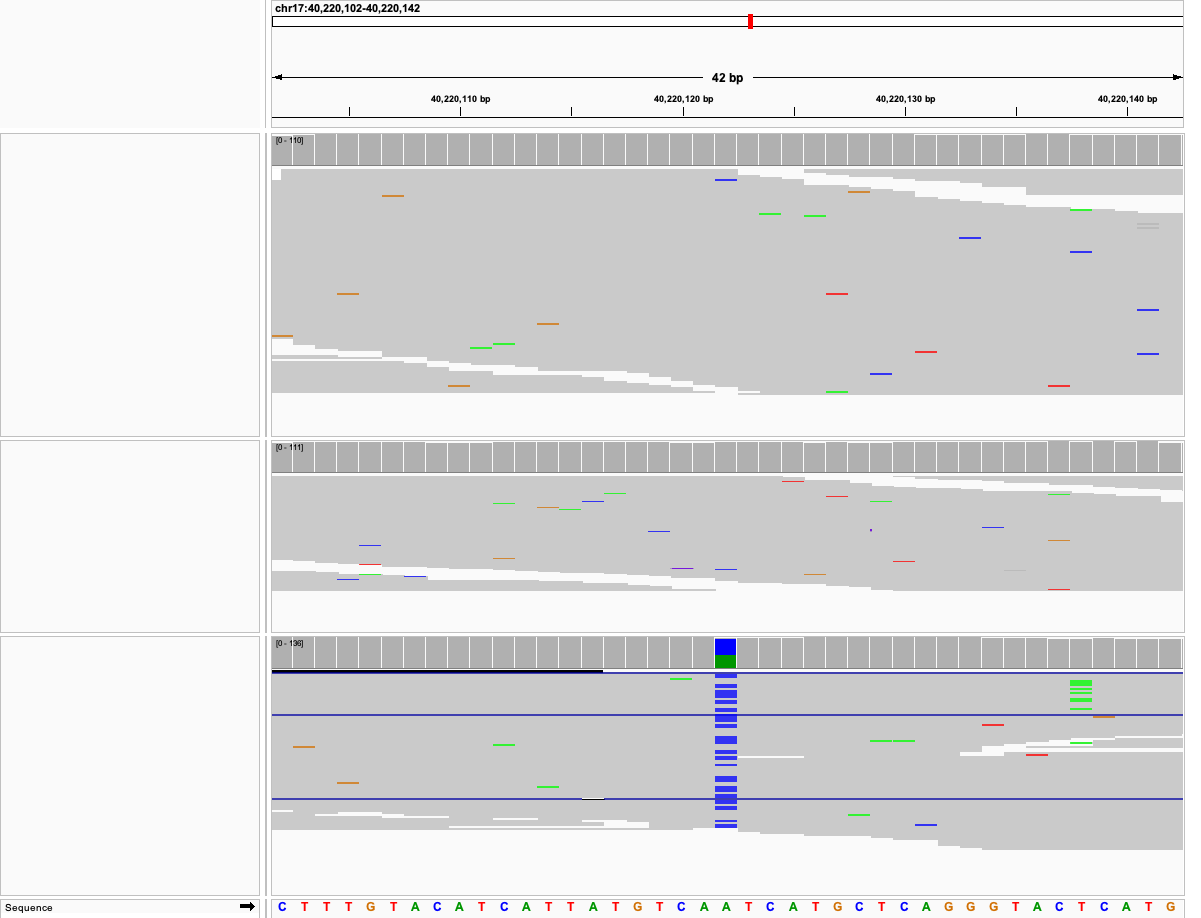 chr17:40,220,102-40,220,142
42 bp
40,220,110 bp 40,220,120 bp 40,220,130 bp 40,220,140 bp
[0 - 110]
[0 - 111]
[0 - 136]
Sequence C T T T G T A C A T C A T T A T G T C A A T C A T G C T C A G G G T A C T C A T G